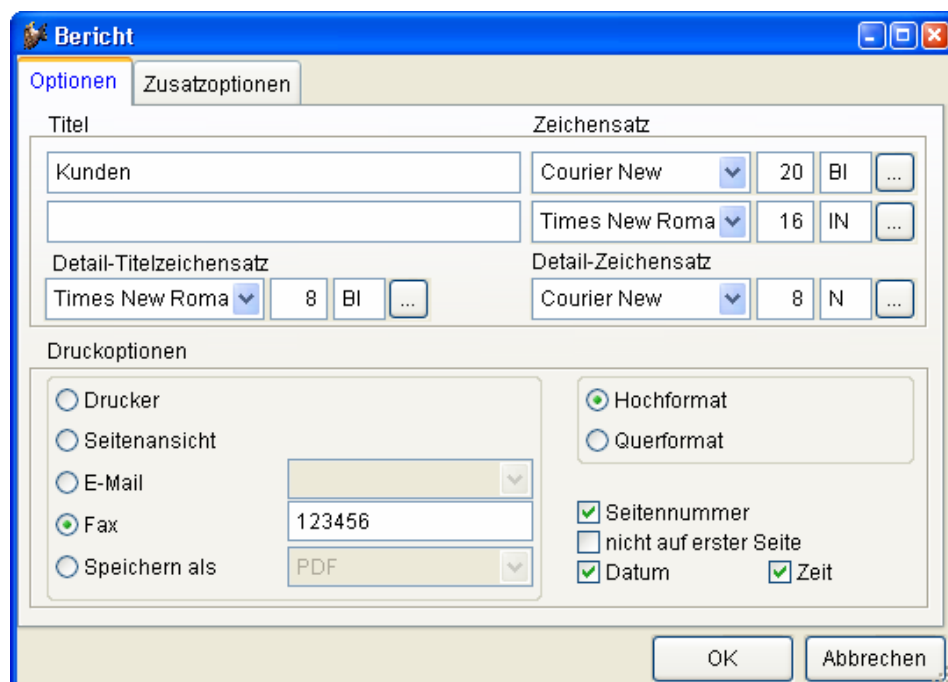 Bericht
Optionen Zusatzoptionen
Titel Zeichensatz
Kunden Courier New 20 BI ...
Times New Roma 16 IN ...
Detail-Titelzeichensatz Detail-Zeichensatz
Times New Roma 8 BI ... Courier New 8 N ...
Druckoptionen
Drucker Hochformat
Seitenansicht Querformat
E-Mail
Fax 123456 Seitennummer
nicht auf erster Seite
Speichern als PDF Datum Zeit
OK Abbrechen